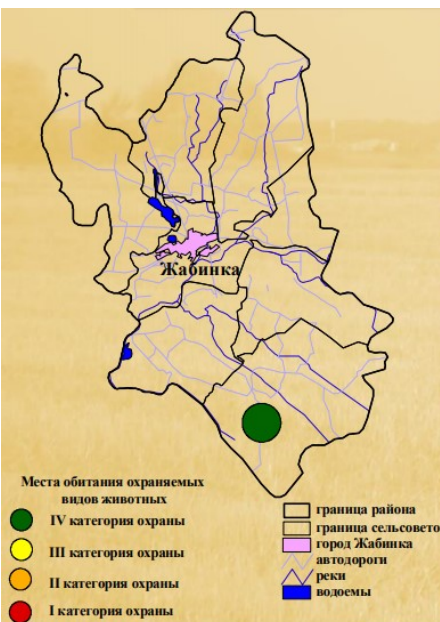 Жабинка
Места обитания охраняемых
видов животных
IV категория охраны
III категория охраны
II категория охраны
I категория охраны
граница района
граница сельсовето
город Жабинка
автодороги
реки
водоемы